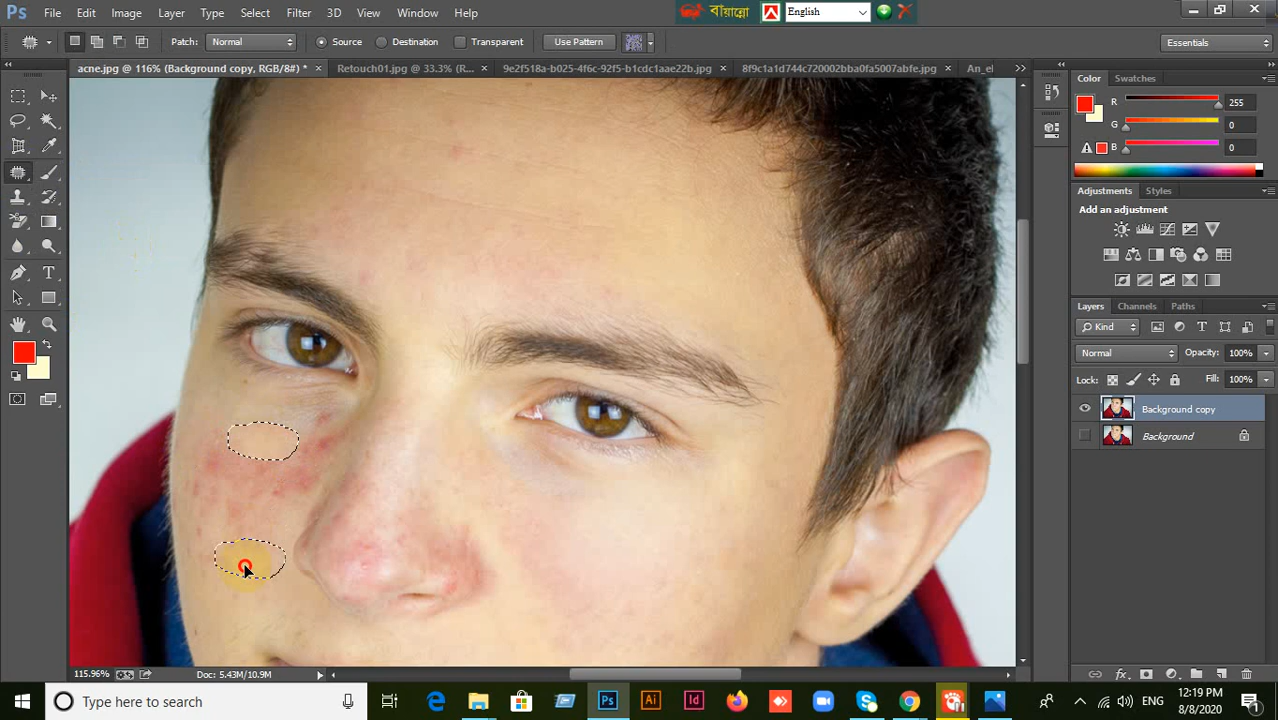 Ps File Edit Image Layer Type Select Filter 3D View Window Help
বায়ান্নো English
Patch: Normal Source Destination Transparent Use Pattern Essentials
acne.jpg @ 116% (Background copy, RGB/8#) * × Retouch01.jpg @ 33.3% (R... × 9e2f518a-b025-4f6c-92f5-b1cdc1aae22b.jpg × 8f9c1a1d744c720002bba0fa5007abfe.jpg × An_el
Color Swatches
R 255
G 0
B 0
Adjustments Styles
Add an adjustment
Layers Channels Paths
Kind
Normal Opacity: 100%
Lock: Fill: 100%
Background copy
Background
115.96% Doc: 5.43M/10.9M
Type here to search Ps Ai Id ENG 12:19 PM
8/8/2020